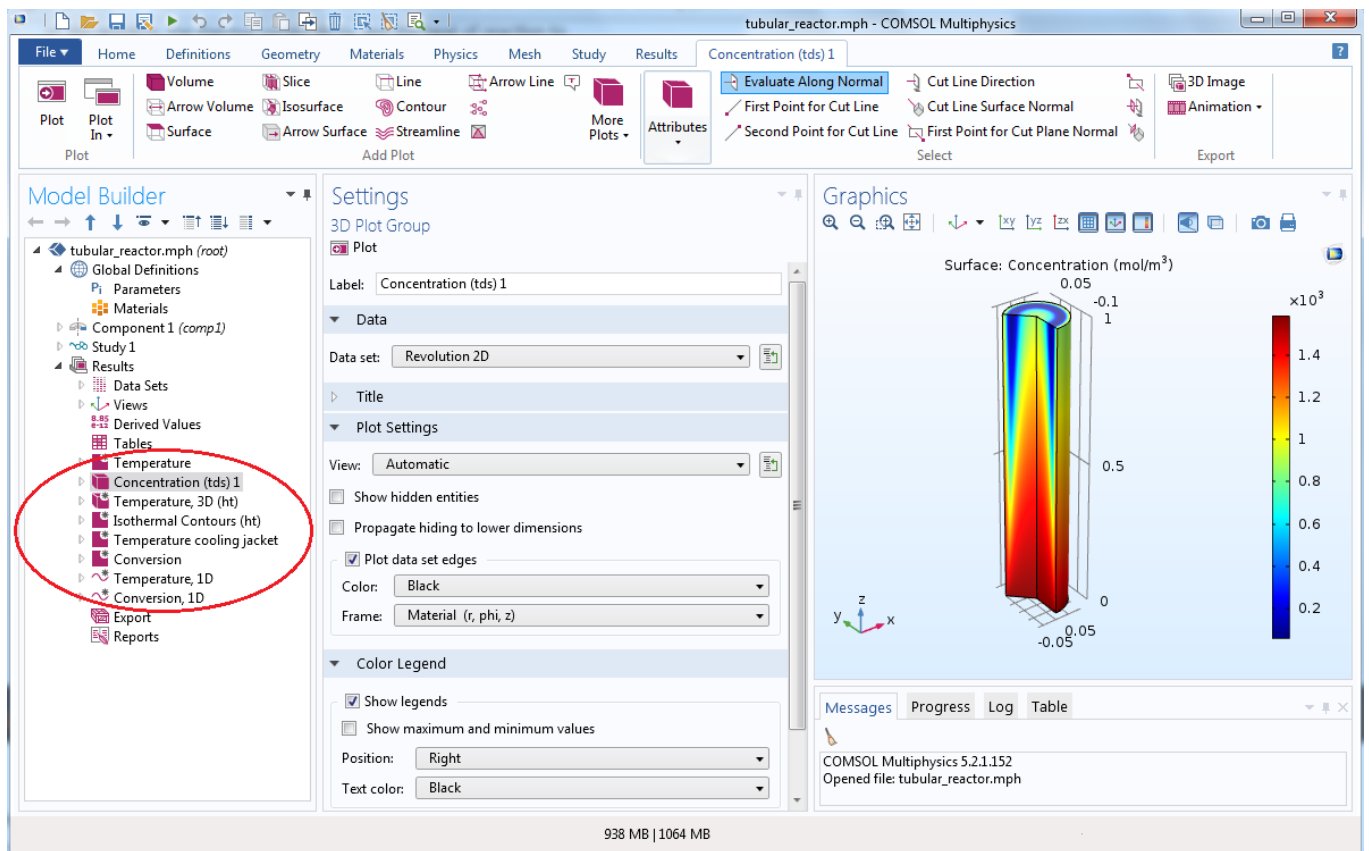 tubular_reactor.mph - COMSOL Multiphysics
File Home Definitions Geometry Materials Physics Mesh Study Results Concentration (tds) 1
Plot
Plot In
Plot
Volume
Arrow Volume
Surface
Slice
Isosurface
Arrow Surface
Line
Contour
Streamline
Arrow Line
More Plots
Add Plot
Attributes
Evaluate Along Normal
First Point for Cut Line
Second Point for Cut Line
Cut Line Direction
Cut Line Surface Normal
First Point for Cut Plane Normal
Select
3D Image
Animation
Export
Model Builder
tubular_reactor.mph (root)
Global Definitions
Pi Parameters
Materials
Component 1 (comp1)
Study 1
Results
Data Sets
Views
8.85
e-12
Derived Values
Tables
Temperature
Concentration (tds) 1
Temperature, 3D (ht)
Isothermal Contours (ht)
Temperature cooling jacket
Conversion
Temperature, 1D
Conversion, 1D
Export
Reports
Settings
3D Plot Group
Plot
Label: Concentration (tds) 1
Data
Data set: Revolution 2D
Title
Plot Settings
View: Automatic
Show hidden entities
Propagate hiding to lower dimensions
Plot data set edges
Color: Black
Frame: Material (r, phi, z)
Color Legend
Show legends
Show maximum and minimum values
Position: Right
Text color: Black
Graphics
xy yz zx
Surface: Concentration (mol/m³)
0.05
-0.1
1
×10³
1.4
1.2
1
0.8
0.6
0.4
0.2
0.5
0
0.05
-0.05
z
y
x
Messages Progress Log Table
COMSOL Multiphysics 5.2.1.152
Opened file: tubular_reactor.mph
938 MB | 1064 MB